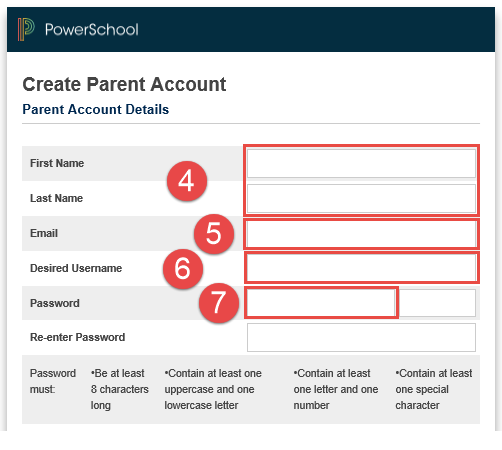 PowerSchool
Create Parent Account
Parent Account Details
First Name
4
Last Name
Email
5
Desired Username
6
Password
7
Re-enter Password
Password must:
•Be at least 8 characters long
•Contain at least one uppercase and one lowercase letter
•Contain at least one letter and one number
•Contain at least one special character